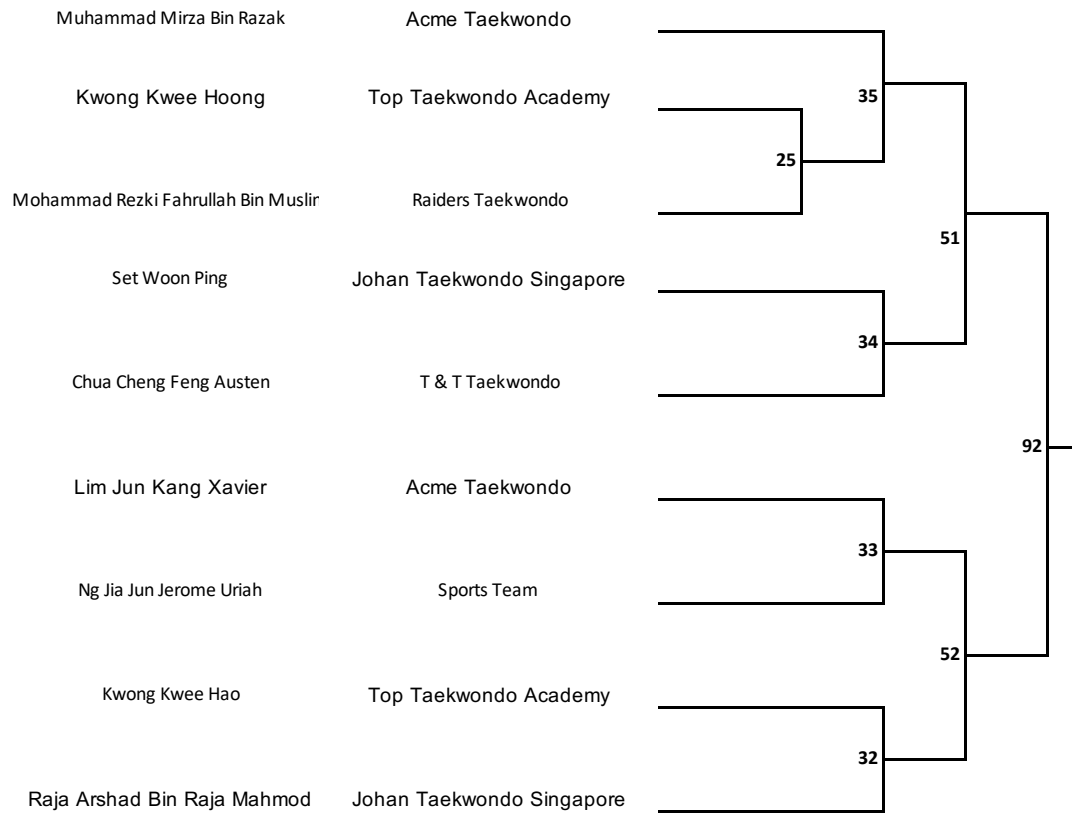 Muhammad Mirza Bin Razak Acme Taekwondo
Kwong Kwee Hoong Top Taekwondo Academy
35
25
Mohammad Rezki Fahrullah Bin Muslin Raiders Taekwondo
51
Set Woon Ping Johan Taekwondo Singapore
34
Chua Cheng Feng Austen T & T Taekwondo
92
Lim Jun Kang Xavier Acme Taekwondo
33
Ng Jia Jun Jerome Uriah Sports Team
52
Kwong Kwee Hao Top Taekwondo Academy
32
Raja Arshad Bin Raja Mahmod Johan Taekwondo Singapore